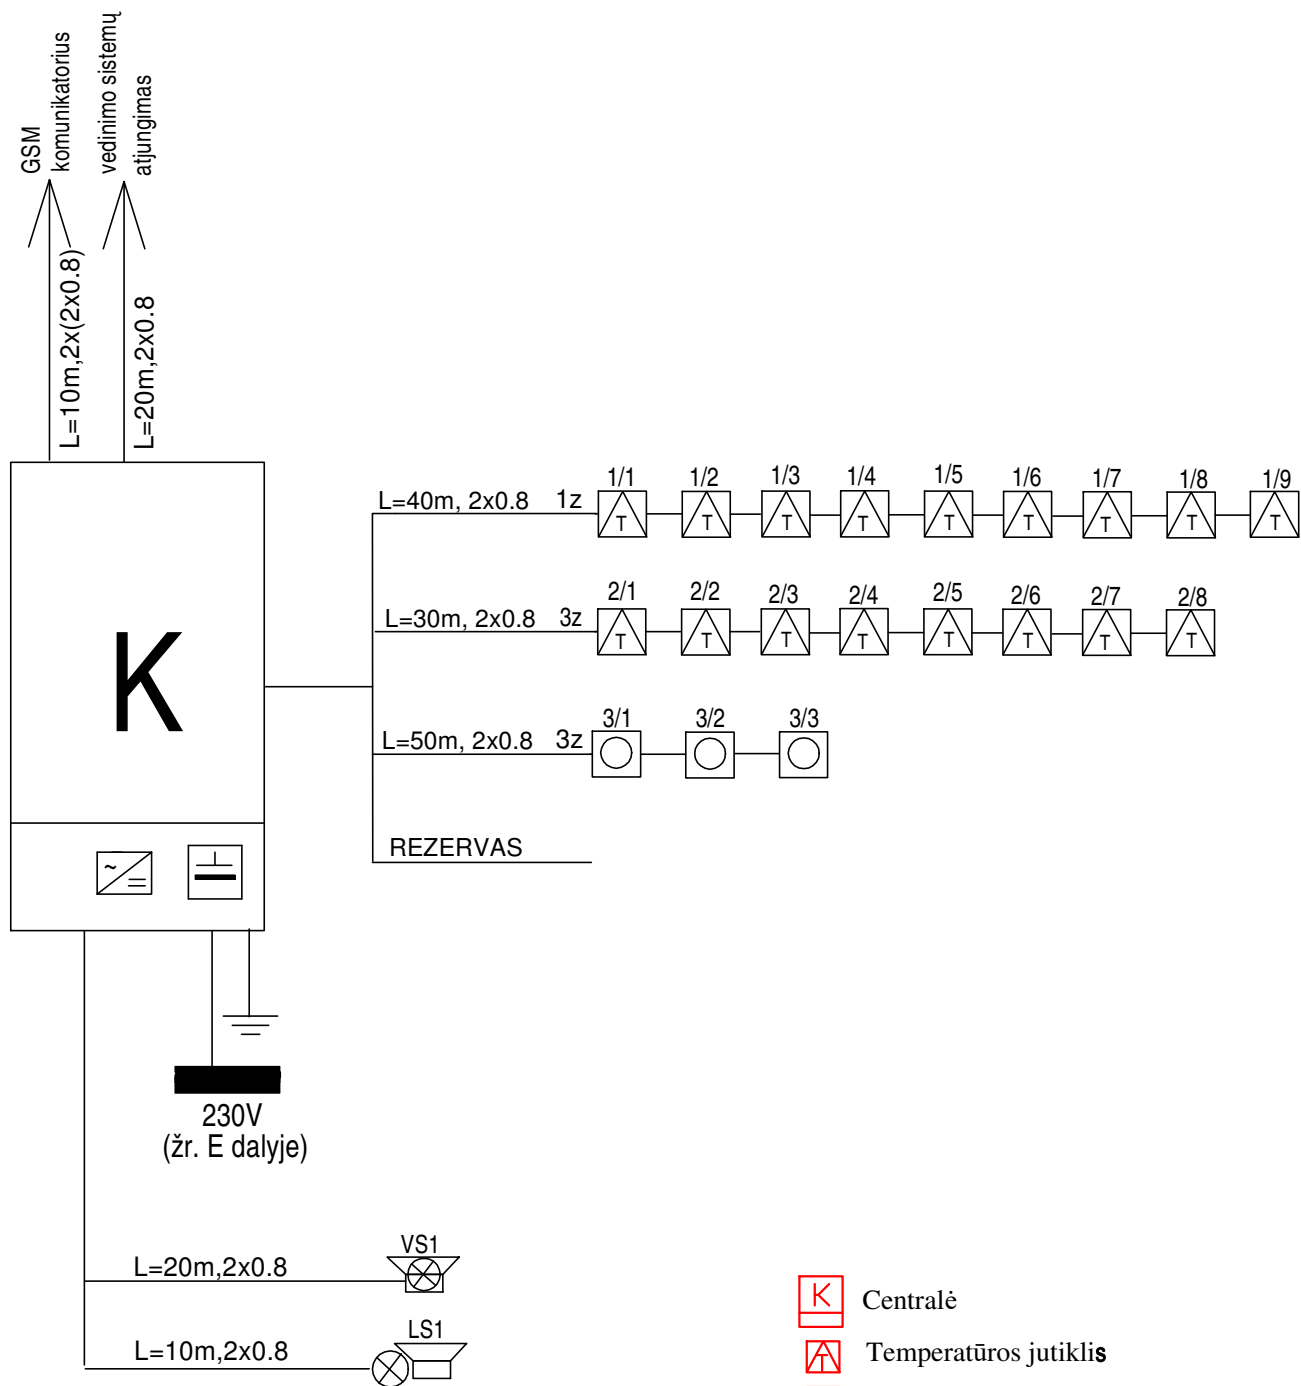 GSM
komunikatorius
vedinimo sistemų
atjungimas
L=10m,2x(2x0.8)
L=20m,2x0.8
K
~
L=40m, 2x0.8 1z
1/1 1/2 1/3 1/4 1/5 1/6 1/7 1/8 1/9
T T T T T T T T T
L=30m, 2x0.8 3z
2/1 2/2 2/3 2/4 2/5 2/6 2/7 2/8
T T T T T T T T
L=50m, 2x0.8 3z
3/1 3/2 3/3
REZERVAS
230V
(žr. E dalyje)
L=20m,2x0.8
VS1
L=10m,2x0.8
LS1
K Centralė
T Temperatūros jutiklis